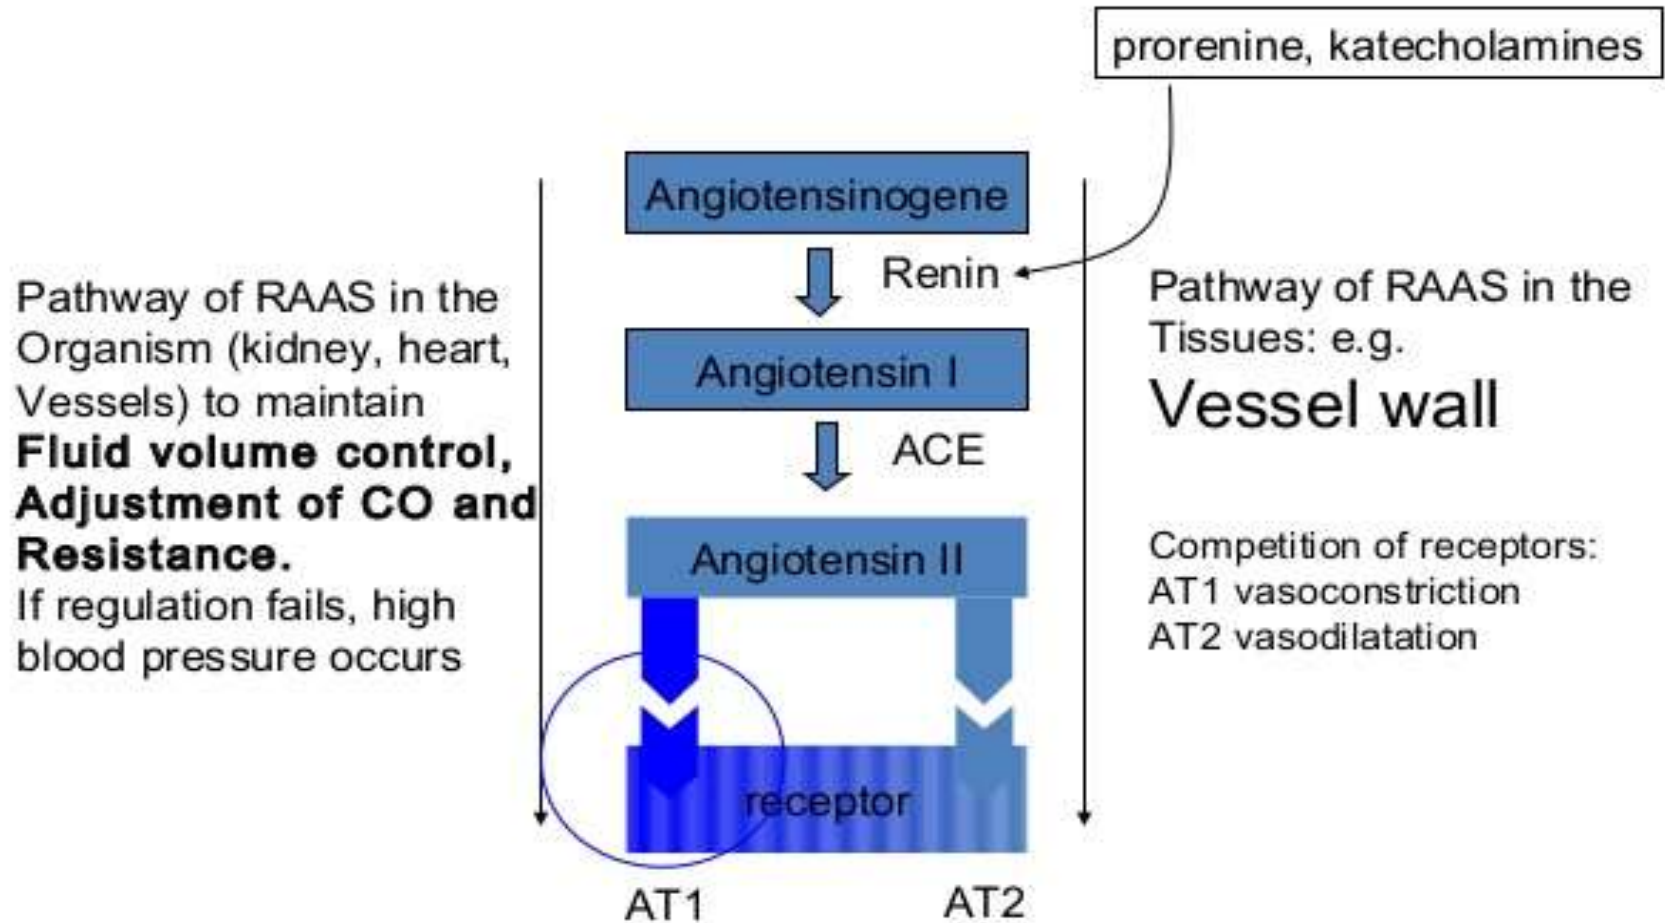 prorenine, katecholamines
Angiotensinogene
Renin
Angiotensin I
ACE
Angiotensin II
receptor
AT1
AT2
Pathway of RAAS in the
Organism (kidney, heart,
Vessels) to maintain
Fluid volume control,
Adjustment of CO and
Resistance.
If regulation fails, high
blood pressure occurs
Pathway of RAAS in the
Tissues: e.g.
Vessel wall
Competition of receptors:
AT1 vasoconstriction
AT2 vasodilatation